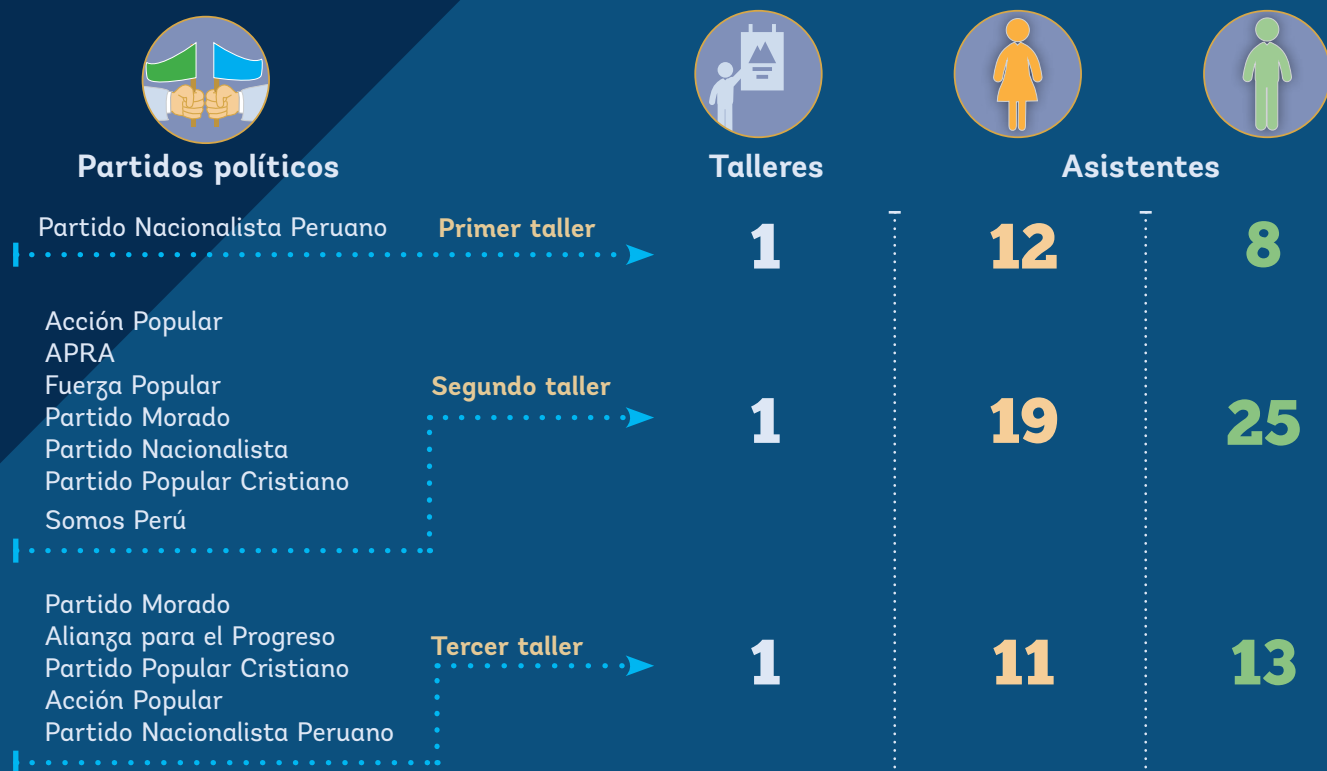 Partidos políticos
Talleres
Asistentes
Partido Nacionalista Peruano
Primer taller
1
12
8
Acción Popular
APRA
Fuerza Popular
Partido Morado
Partido Nacionalista
Partido Popular Cristiano
Somos Perú
Segundo taller
1
19
25
Partido Morado
Alianza para el Progreso
Partido Popular Cristiano
Acción Popular
Partido Nacionalista Peruano
Tercer taller
1
11
13